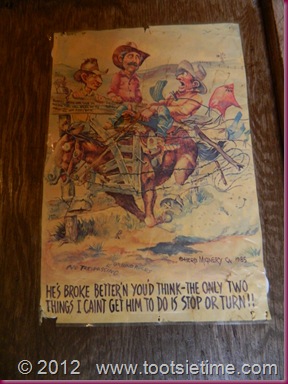 HE'S BROKE BETTER'N YOU'D THINK-THE ONLY TWO
THINGS I CAINT GET HIM TO DO IS STOP OR TURN!!
© 2012 www.tootsietime.com